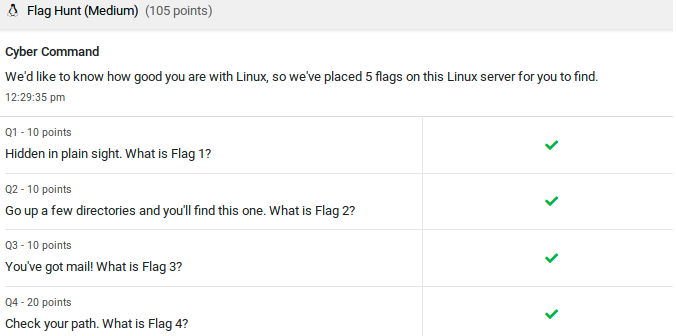 Flag Hunt (Medium) (105 points)
Cyber Command
We'd like to know how good you are with Linux, so we've placed 5 flags on this Linux server for you to find.
12:29:35 pm
Q1 - 10 points
Hidden in plain sight. What is Flag 1?
Q2 - 10 points
Go up a few directories and you'll find this one. What is Flag 2?
Q3 - 10 points
You've got mail! What is Flag 3?
Q4 - 20 points
Check your path. What is Flag 4?